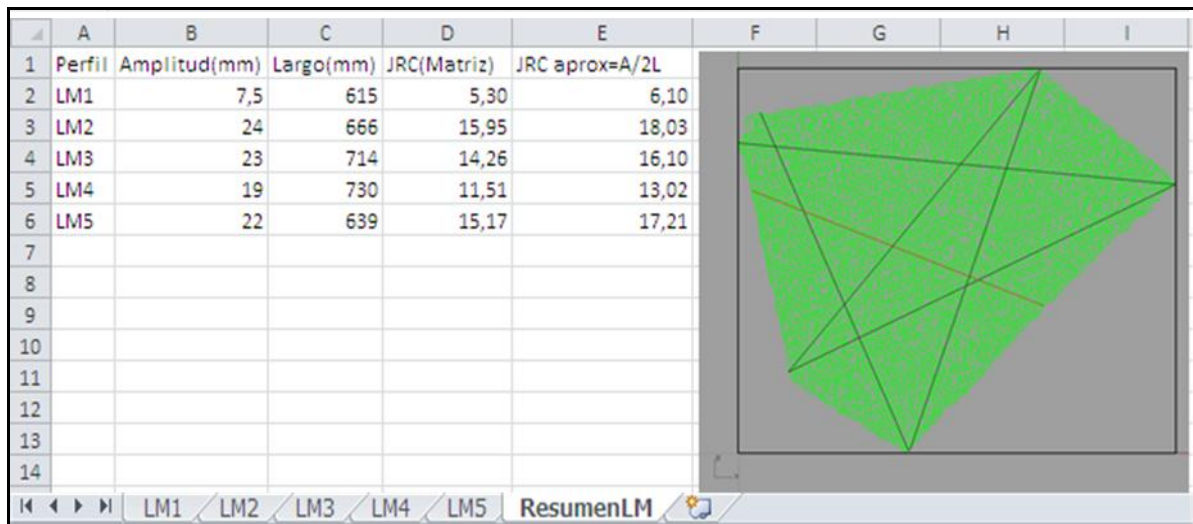 A B C D E F G H I
1 Perfil Amplitud(mm) Largo(mm) JRC(Matriz) JRC aprox=A/2L
2 LM1 7,5 615 5,30 6,10
3 LM2 24 666 15,95 18,03
4 LM3 23 714 14,26 16,10
5 LM4 19 730 11,51 13,02
6 LM5 22 639 15,17 17,21
7
8
9
10
11
12
13
14
LM1 LM2 LM3 LM4 LM5 ResumenLM